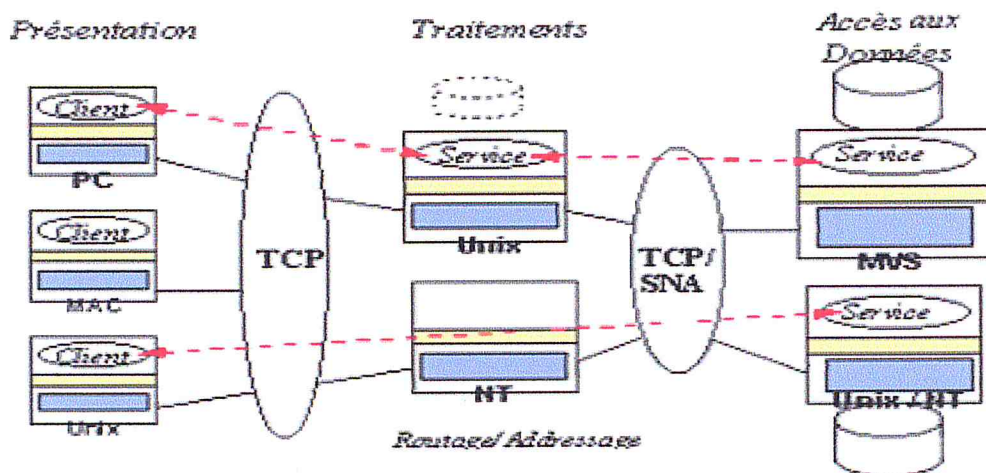 Présentation
Traitements
Accès aux
Données
Client
PC
Client
MAC
Client
Unix
TCP
Service
Unix
NT
Routage/Addressage
TCP/
SNA
Service
MVS
Service
Unix / NT